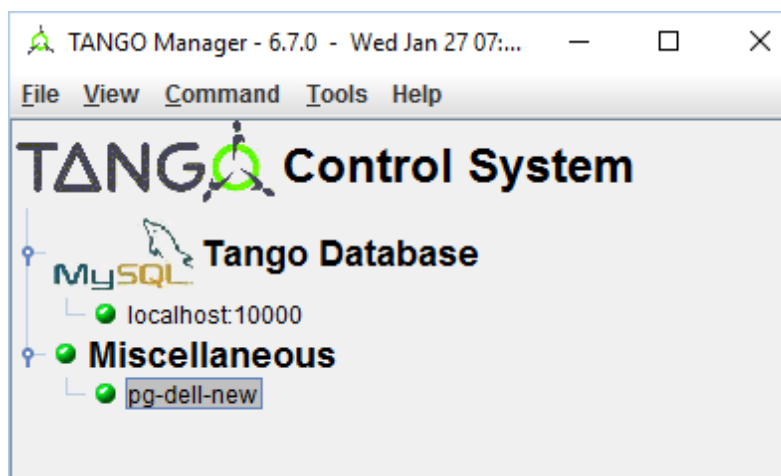 TANGO Manager - 6.7.0 - Wed Jan 27 07:...
File View Command Tools Help
TANGO Control System
MySQL Tango Database
localhost:10000
Miscellaneous
pg-dell-new